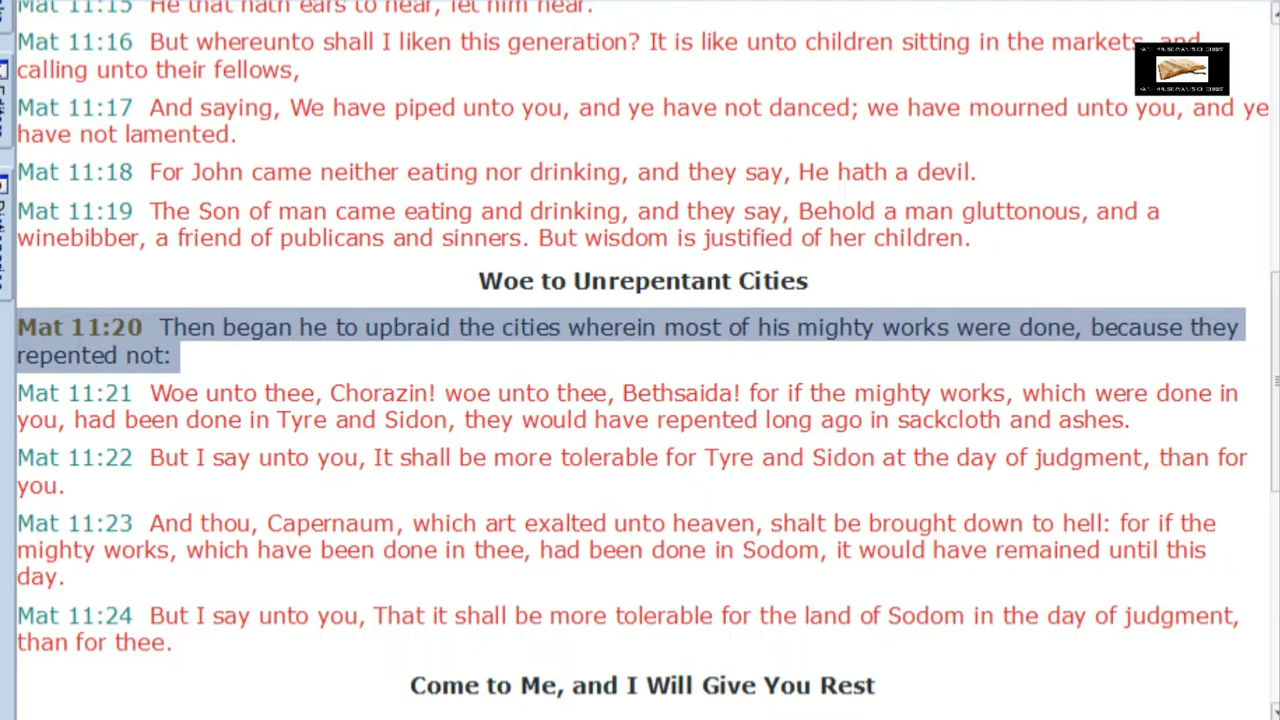 Mat 11:15 He that hath ears to hear, let him hear.
Mat 11:16 But whereunto shall I liken this generation? It is like unto children sitting in the markets, and
calling unto their fellows,
Mat 11:17 And saying, We have piped unto you, and ye have not danced; we have mourned unto you, and ye
have not lamented.
Mat 11:18 For John came neither eating nor drinking, and they say, He hath a devil.
Mat 11:19 The Son of man came eating and drinking, and they say, Behold a man gluttonous, and a
winebibber, a friend of publicans and sinners. But wisdom is justified of her children.
Woe to Unrepentant Cities
Mat 11:20 Then began he to upbraid the cities wherein most of his mighty works were done, because they
repented not:
Mat 11:21 Woe unto thee, Chorazin! woe unto thee, Bethsaida! for if the mighty works, which were done in
you, had been done in Tyre and Sidon, they would have repented long ago in sackcloth and ashes.
Mat 11:22 But I say unto you, It shall be more tolerable for Tyre and Sidon at the day of judgment, than for
you.
Mat 11:23 And thou, Capernaum, which art exalted unto heaven, shalt be brought down to hell: for if the
mighty works, which have been done in thee, had been done in Sodom, it would have remained until this
day.
Mat 11:24 But I say unto you, That it shall be more tolerable for the land of Sodom in the day of judgment,
than for thee.
Come to Me, and I Will Give You Rest